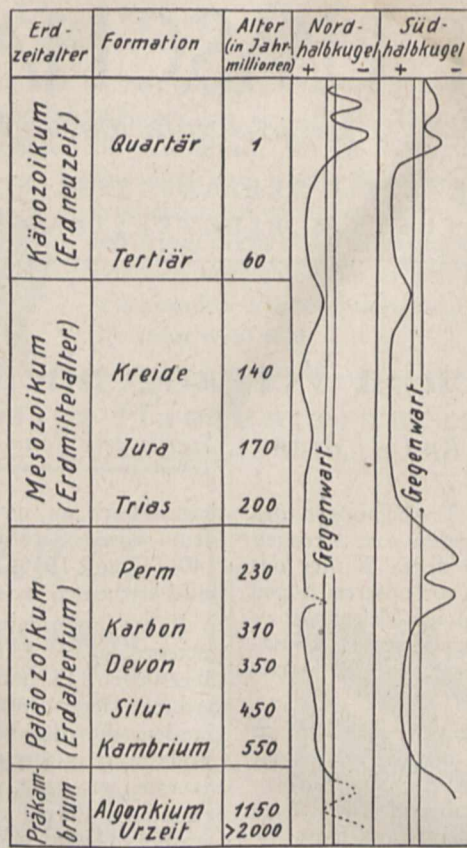 Erd-
zeitalter
Formation
Alter
(in Jahr-
millionen)
Nord-
halbkugel
+ -
Süd-
halbkugel
+ -
Känozoikum
(Erdneuzeit)
Quartär 1
Tertiär 60
Mesozoikum
(Erdmittelalter)
Kreide 140
Jura 170
Trias 200
Paläozoikum
(Erdaltertum)
Perm 230
Karbon 310
Devon 350
Silur 450
Kambrium 550
Präkam-
brium
Algonkium 1150
Urzeit >2000
Gegenwart
Gegenwart